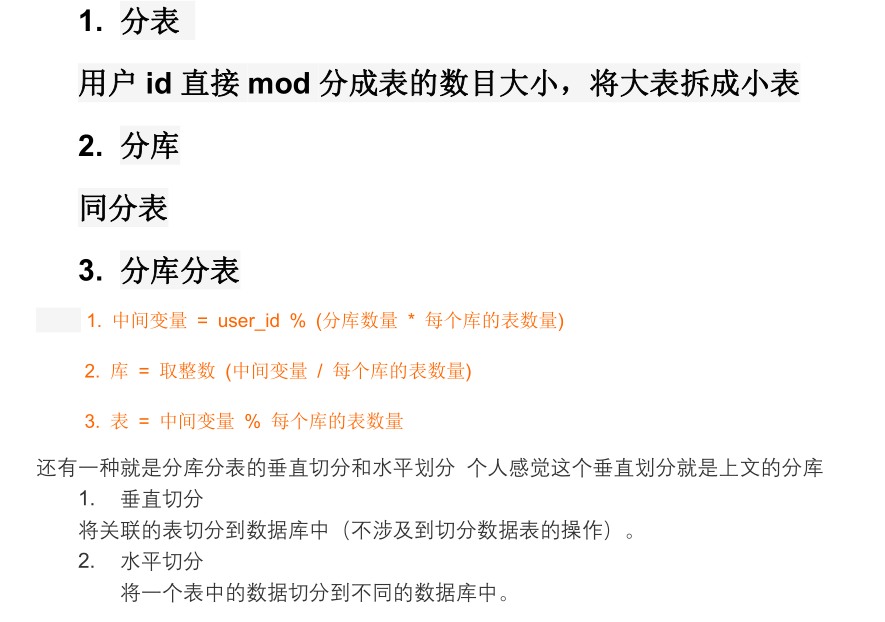 1. 分表
用户 id 直接 mod 分成表的数目大小，将大表拆成小表
2. 分库
同分表
3. 分库分表
1. 中间变量 = user_id % (分库数量 * 每个库的表数量)
2. 库 = 取整数 (中间变量 / 每个库的表数量)
3. 表 = 中间变量 % 每个库的表数量
还有一种就是分库分表的垂直切分和水平划分 个人感觉这个垂直划分就是上文的分库
1. 垂直切分
将关联的表切分到数据库中（不涉及到切分数据表的操作）。
2. 水平切分
将一个表中的数据切分到不同的数据库中。